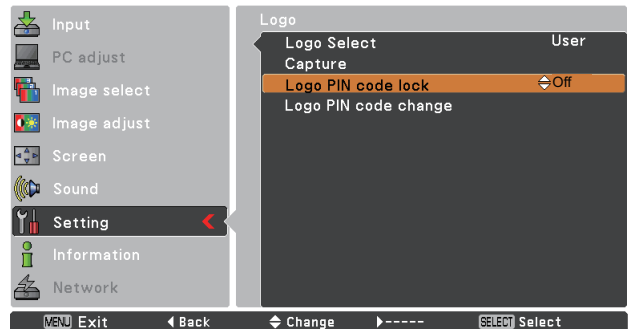 Input
PC adjust
Image select
Image adjust
Screen
Sound
Setting
Information
Network
Logo
Logo Select User
Capture
Logo PIN code lock Off
Logo PIN code change
MENU Exit Back Change ----- SELECT Select